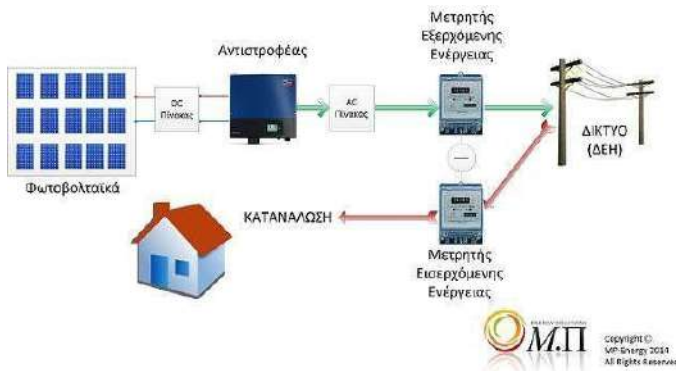 Μετρητής
Εξερχόμενης
Ενέργειας
Αντιστροφέας
DC
Πίνακας
AC
Πίνακας
ΔΙΚΤΥΟ
(ΔΕΗ)
Φωτοβολταϊκά
ΚΑΤΑΝΑΛΩΣΗ
Μετρητής
Εισερχόμενης
Ενέργειας
Μ.Π
Copyright ©
MP-Energy 2014
All Rights Reserved